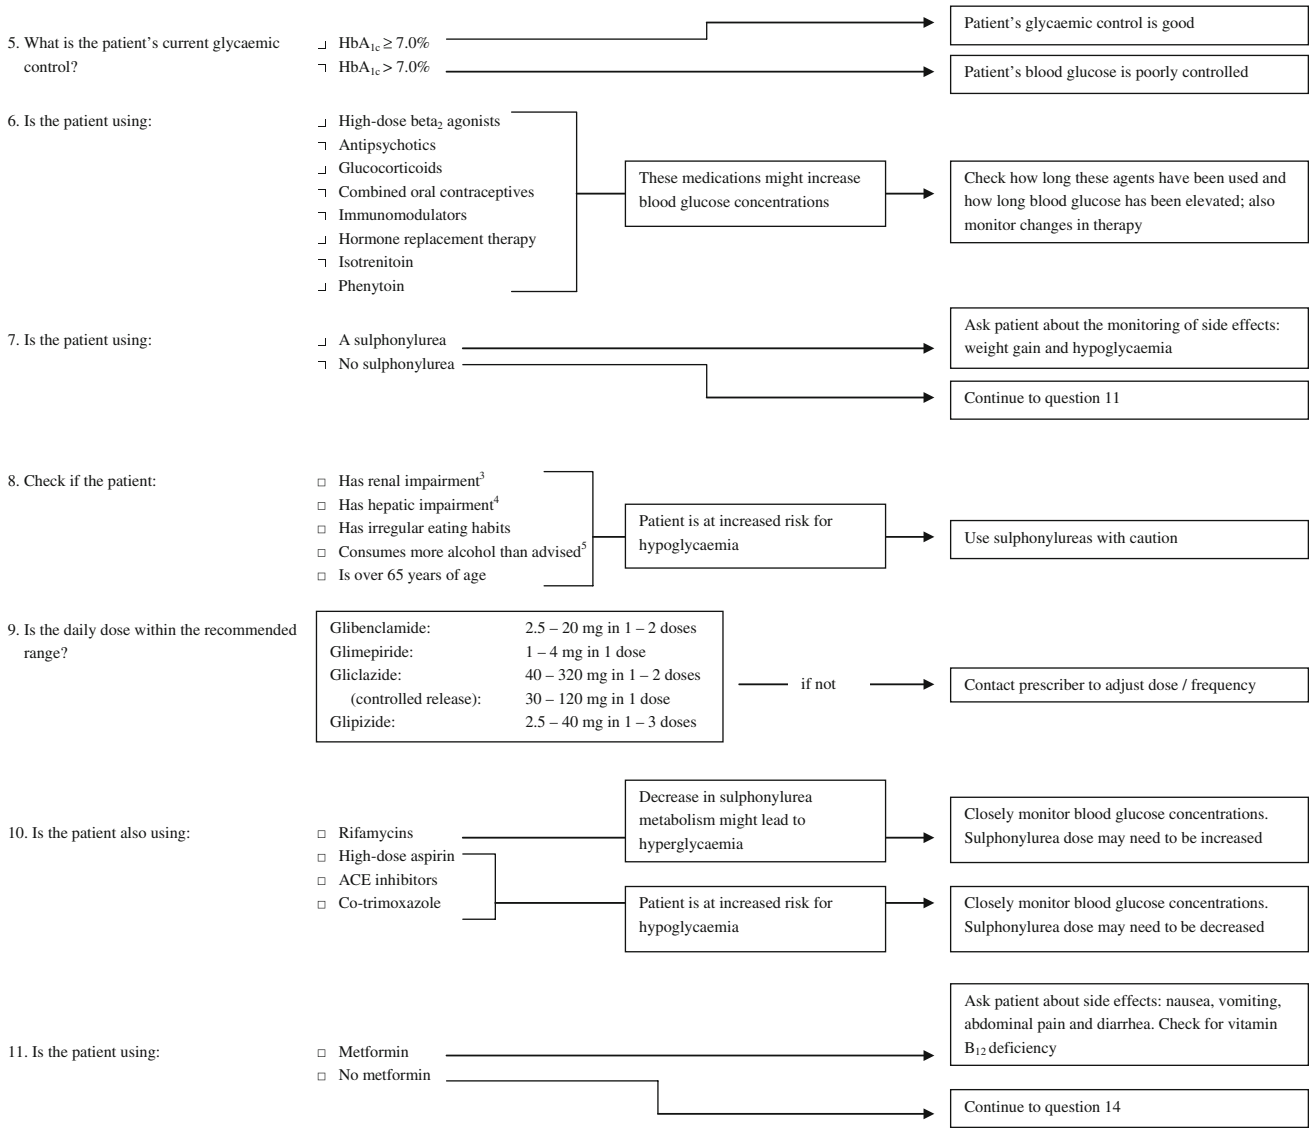 5. What is the patient's current glycaemic
control?
HbA1c ≥ 7.0%
HbA1c > 7.0%
Patient's glycaemic control is good
Patient's blood glucose is poorly controlled
6. Is the patient using:
High-dose beta2 agonists
Antipsychotics
Glucocorticoids
Combined oral contraceptives
Immunomodulators
Hormone replacement therapy
Isotrenitoin
Phenytoin
These medications might increase
blood glucose concentrations
Check how long these agents have been used and
how long blood glucose has been elevated; also
monitor changes in therapy
7. Is the patient using:
A sulphonylurea
No sulphonylurea
Ask patient about the monitoring of side effects:
weight gain and hypoglycaemia
Continue to question 11
8. Check if the patient:
□ Has renal impairment3
□ Has hepatic impairment4
□ Has irregular eating habits
□ Consumes more alcohol than advised5
□ Is over 65 years of age
Patient is at increased risk for
hypoglycaemia
Use sulphonylureas with caution
9. Is the daily dose within the recommended
range?
Glibenclamide: 2.5 – 20 mg in 1 – 2 doses
Glimepiride: 1 – 4 mg in 1 dose
Gliclazide: 40 – 320 mg in 1 – 2 doses
(controlled release): 30 – 120 mg in 1 dose
Glipizide: 2.5 – 40 mg in 1 – 3 doses
if not
Contact prescriber to adjust dose / frequency
10. Is the patient also using:
□ Rifamycins
□ High-dose aspirin
□ ACE inhibitors
□ Co-trimoxazole
Decrease in sulphonylurea
metabolism might lead to
hyperglycaemia
Closely monitor blood glucose concentrations.
Sulphonylurea dose may need to be increased
Patient is at increased risk for
hypoglycaemia
Closely monitor blood glucose concentrations.
Sulphonylurea dose may need to be decreased
11. Is the patient using:
□ Metformin
□ No metformin
Ask patient about side effects: nausea, vomiting,
abdominal pain and diarrhea. Check for vitamin
B12 deficiency
Continue to question 14